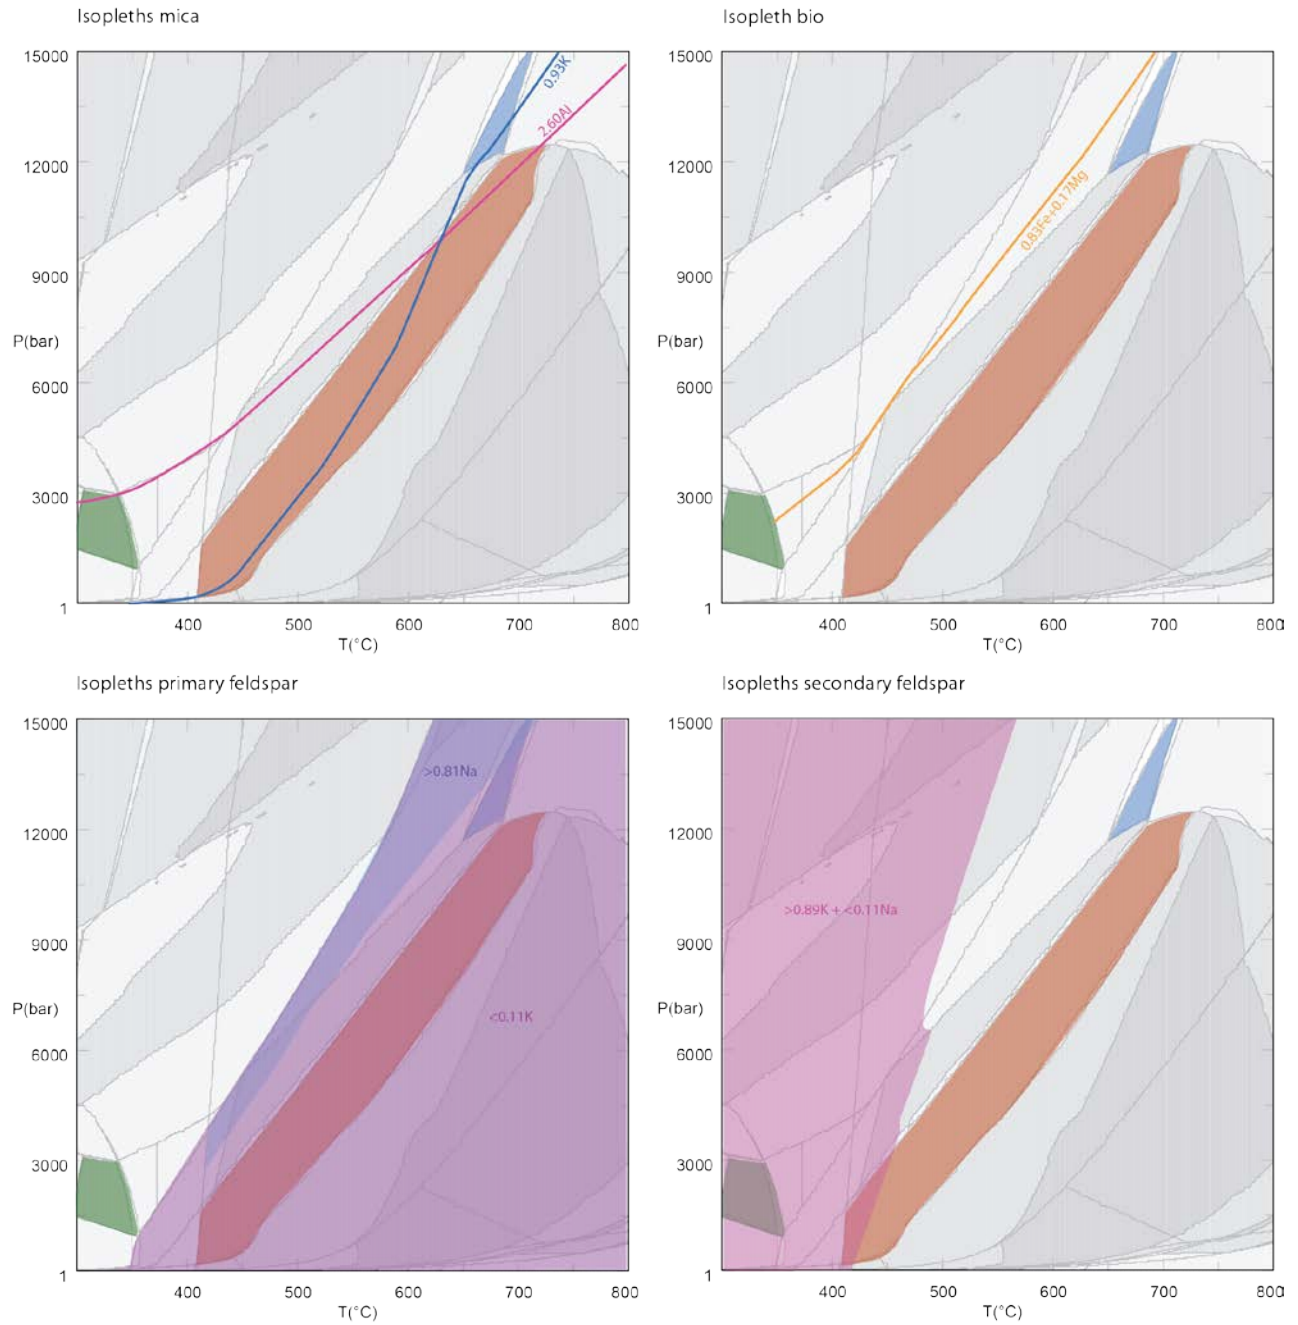 Isopleths mica
15000
12000
9000
P(bar)
6000
3000
1
400 500 600 700 800
T(°C)
0.93K
2.60Al
Isopleth bio
15000
12000
9000
P(bar)
6000
3000
1
400 500 600 700 800
T(°C)
0.83Fe+0.17Mg
Isopleths primary feldspar
15000
12000
9000
P(bar)
6000
3000
1
400 500 600 700 800
T(°C)
>0.81Na
<0.11K
Isopleths secondary feldspar
15000
12000
9000
P(bar)
6000
3000
1
400 500 600 700 800
T(°C)
>0.89K + <0.11Na